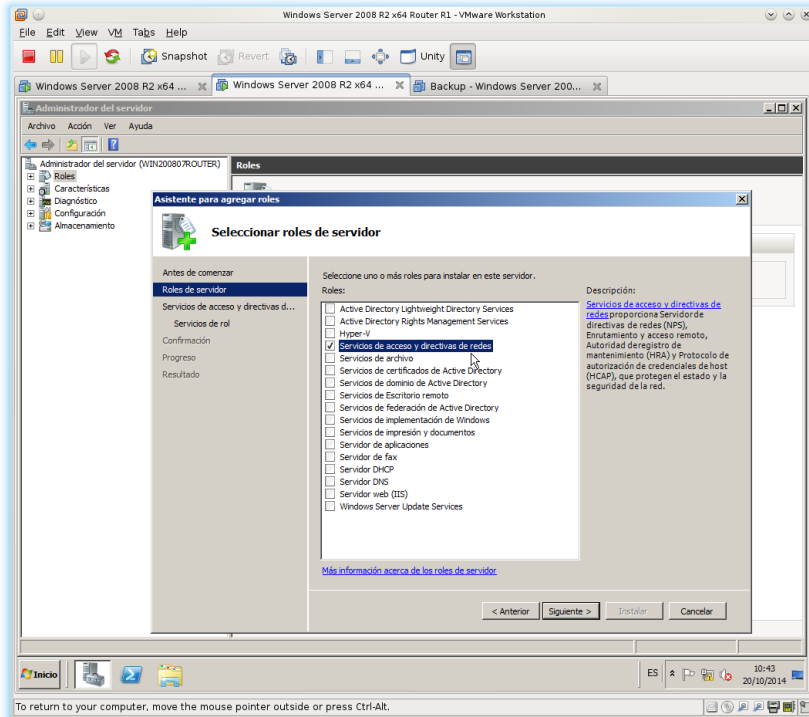 Windows Server 2008 R2 x64 Router R1 - VMware Workstation
File Edit View VM Tabs Help
Snapshot Revert Unity
Windows Server 2008 R2 x64 ... Windows Server 2008 R2 x64 ... Backup - Windows Server 200...
Administrador del servidor
Archivo Acción Ver Ayuda
Administrador del servidor (WIN200807ROUTER)
Roles
Características
Diagnóstico
Configuración
Almacenamiento
Roles
Asistente para agregar roles
Seleccionar roles de servidor
Antes de comenzar
Roles de servidor
Servicios de acceso y directivas d...
Servicios de rol
Confirmación
Progreso
Resultado
Seleccione uno o más roles para instalar en este servidor.
Roles:
Active Directory Lightweight Directory Services
Active Directory Rights Management Services
Hyper-V
Servicios de acceso y directivas de redes
Servicios de archivo
Servicios de certificados de Active Directory
Servicios de dominio de Active Directory
Servicios de Escritorio remoto
Servicios de federación de Active Directory
Servicios de implementación de Windows
Servicios de impresión y documentos
Servidor de aplicaciones
Servidor de fax
Servidor DHCP
Servidor DNS
Servidor web (IIS)
Windows Server Update Services
Más información acerca de los roles de servidor
Descripción:
Servicios de acceso y directivas de
redes proporciona Servidor de
directivas de redes (NPS),
Enrutamiento y acceso remoto,
Autoridad de registro de
mantenimiento (HRA) y Protocolo de
autorización de credenciales de host
(HCAP), que protegen el estado y la
seguridad de la red.
< Anterior Siguiente > Instalar Cancelar
Inicio
ES
10:43
20/10/2014
To return to your computer, move the mouse pointer outside or press Ctrl-Alt.